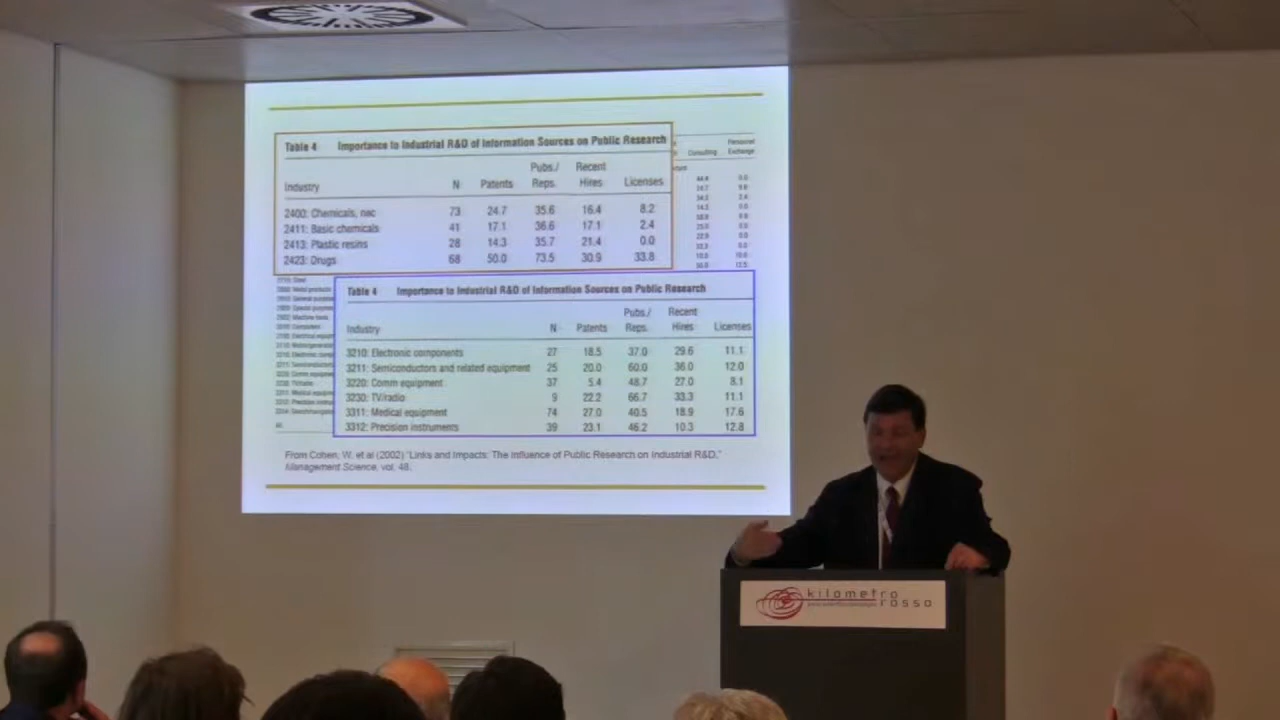 Table 4 Importance to Industrial R&D of Information Sources on Public Research
Pubs./ Recent
Industry N Patents Reps. Hires Licenses
2400: Chemicals, nec 73 24.7 35.6 16.4 8.2
2411: Basic chemicals 41 17.1 36.6 17.1 2.4
2413: Plastic resins 28 14.3 35.7 21.4 0.0
2423: Drugs 68 50.0 73.5 30.9 33.8
Personnel
Consulting Exchange
Table 4 Importance to Industrial R&D of Information Sources on Public Research
Pubs./ Recent
Industry N Patents Reps. Hires Licenses
3210: Electronic components 27 18.5 37.0 29.6 11.1
3211: Semiconductors and related equipment 25 20.0 60.0 36.0 12.0
3220: Comm equipment 37 5.4 48.7 27.0 8.1
3230: TV/radio 9 22.2 66.7 33.3 11.1
3311: Medical equipment 74 27.0 40.5 18.9 17.6
3312: Precision instruments 39 23.1 46.2 10.3 12.8
From Cohen, W. et al (2002) "Links and Impacts: The Influence of Public Research on Industrial R&D,"
Management Science, vol. 48.
kilometro
rosso